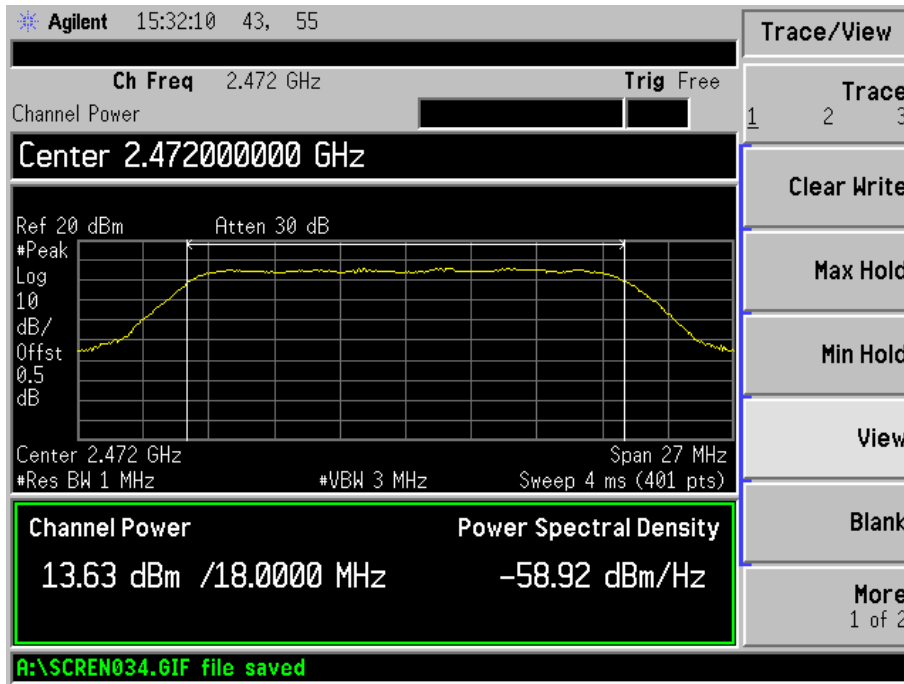 Agilent 15:32:10 43, 55
Trace/View
Ch Freq 2.472 GHz
Trig Free
Channel Power
Trace
1 2 3
Center 2.472000000 GHz
Clear Write
Ref 20 dBm
Atten 30 dB
#Peak
Log
10
dB/
Offst
0.5
dB
Max Hold
Min Hold
Center 2.472 GHz
Span 27 MHz
#Res BW 1 MHz
#VBW 3 MHz
Sweep 4 ms (401 pts)
View
Channel Power
Power Spectral Density
13.63 dBm /18.0000 MHz
-58.92 dBm/Hz
Blank
More
1 of 2
A:\SCREN034.GIF file saved